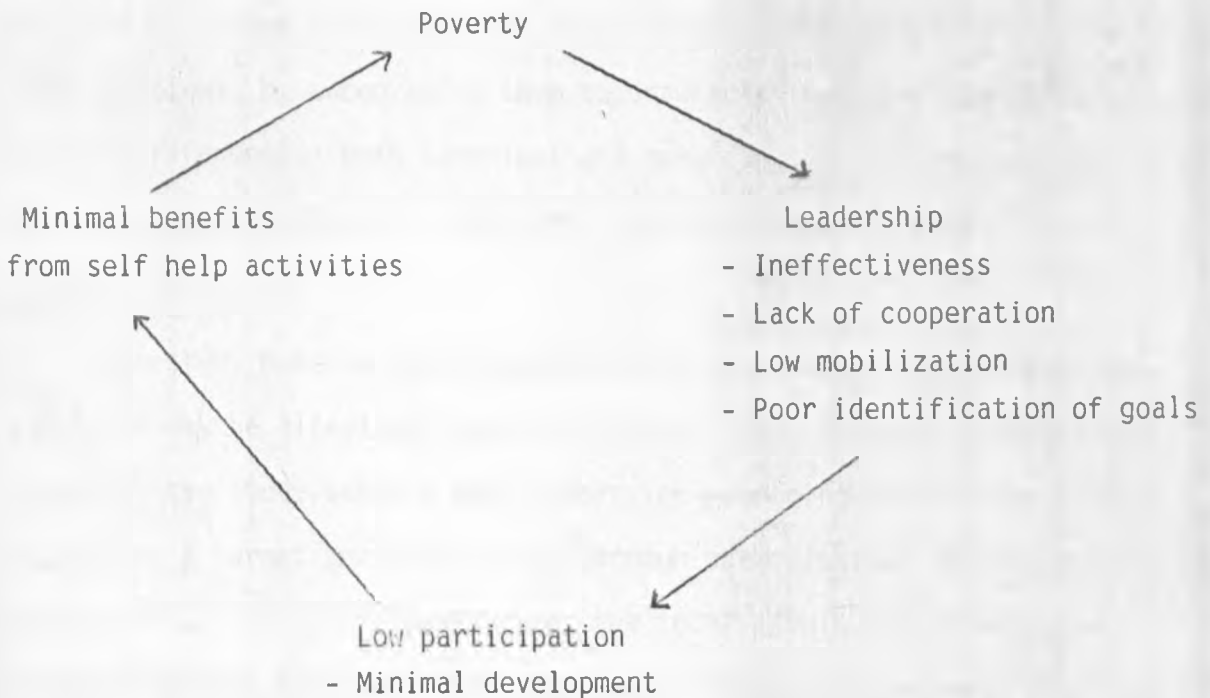 Poverty
Minimal benefits
from self help activities
Leadership
- Ineffectiveness
- Lack of cooperation
- Low mobilization
- Poor identification of goals
Low participation
- Minimal development